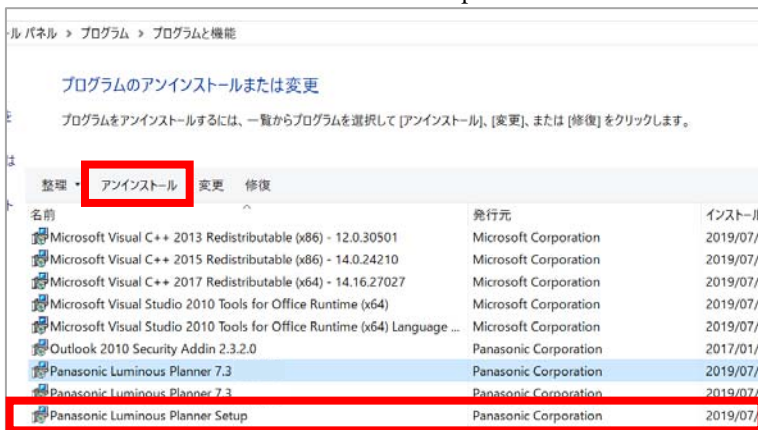 ール パネル > プログラム > プログラムと機能
プログラムのアンインストールまたは変更
プログラムをアンインストールするには、一覧からプログラムを選択して [アンインストール]、[変更]、または [修復] をクリックします。
を
は
ト
整理 アンインストール 変更 修復
名前 発行元 インストール
Microsoft Visual C++ 2013 Redistributable (x86) - 12.0.30501 Microsoft Corporation 2019/07/
Microsoft Visual C++ 2015 Redistributable (x86) - 14.0.24210 Microsoft Corporation 2019/07/
Microsoft Visual C++ 2017 Redistributable (x64) - 14.16.27027 Microsoft Corporation 2019/07/
Microsoft Visual Studio 2010 Tools for Office Runtime (x64) Microsoft Corporation 2019/07/
Microsoft Visual Studio 2010 Tools for Office Runtime (x64) Language ... Microsoft Corporation 2019/07/
Outlook 2010 Security Addin 2.3.2.0 Panasonic Corporation 2017/01/
Panasonic Luminous Planner 7.3 Panasonic Corporation 2019/07/
Panasonic Luminous Planner 7.3 Panasonic Corporation 2019/07/
Panasonic Luminous Planner Setup Panasonic Corporation 2019/07/